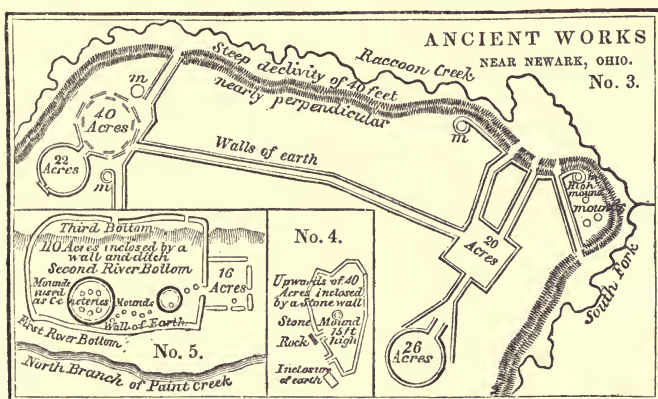 ANCIENT WORKS
NEAR NEWARK, OHIO.
No. 3.
Raccoon Creek
Steep declivity of 40 feet
nearly perpendicular
m
40
Acres
22
Acres
m
Walls of earth
m
m
High
mound
mounds
20
Acres
South Fork
26
Acres
Third Bottom
110 Acres inclosed by a
wall and ditch
Second River Bottom
16
Acres
Mounds
used
as Ce
meteries
Mounds
Wall of Earth.
First River Bottom
No. 5.
North Branch of Paint Creek
No. 4.
Upwards of 40
Acres inclosed
by a Stone wall
Stone
Mound
15 ft
high
Rock
Inclosure
of earth